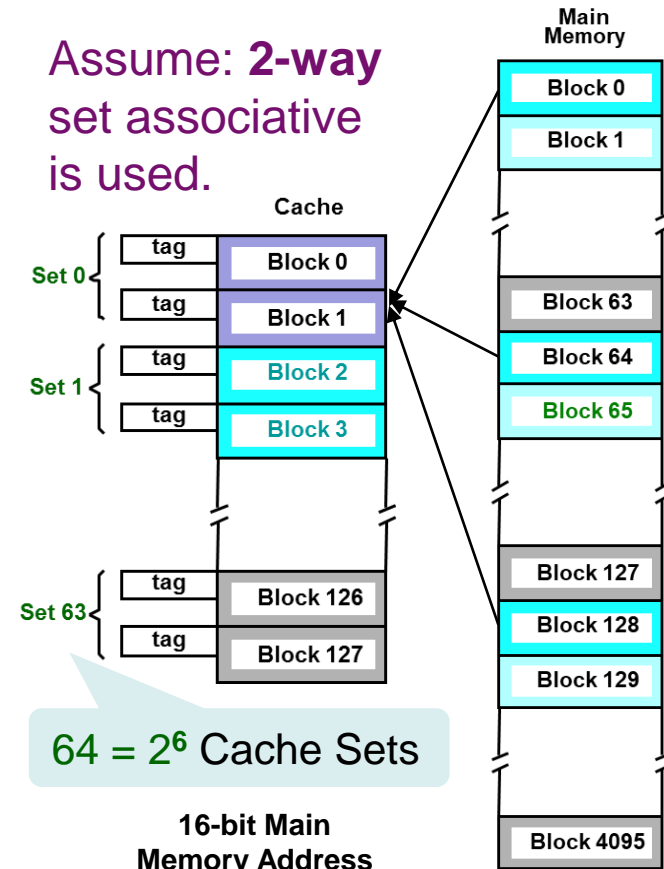 Assume: 2-way
set associative
is used.
Cache
Set 0
tag
Block 0
tag
Block 1
Set 1
tag
Block 2
tag
Block 3
Set 63
tag
Block 126
tag
Block 127
64 = 2⁶ Cache Sets
16-bit Main
Memory Address
Main
Memory
Block 0
Block 1
Block 63
Block 64
Block 65
Block 127
Block 128
Block 129
Block 4095